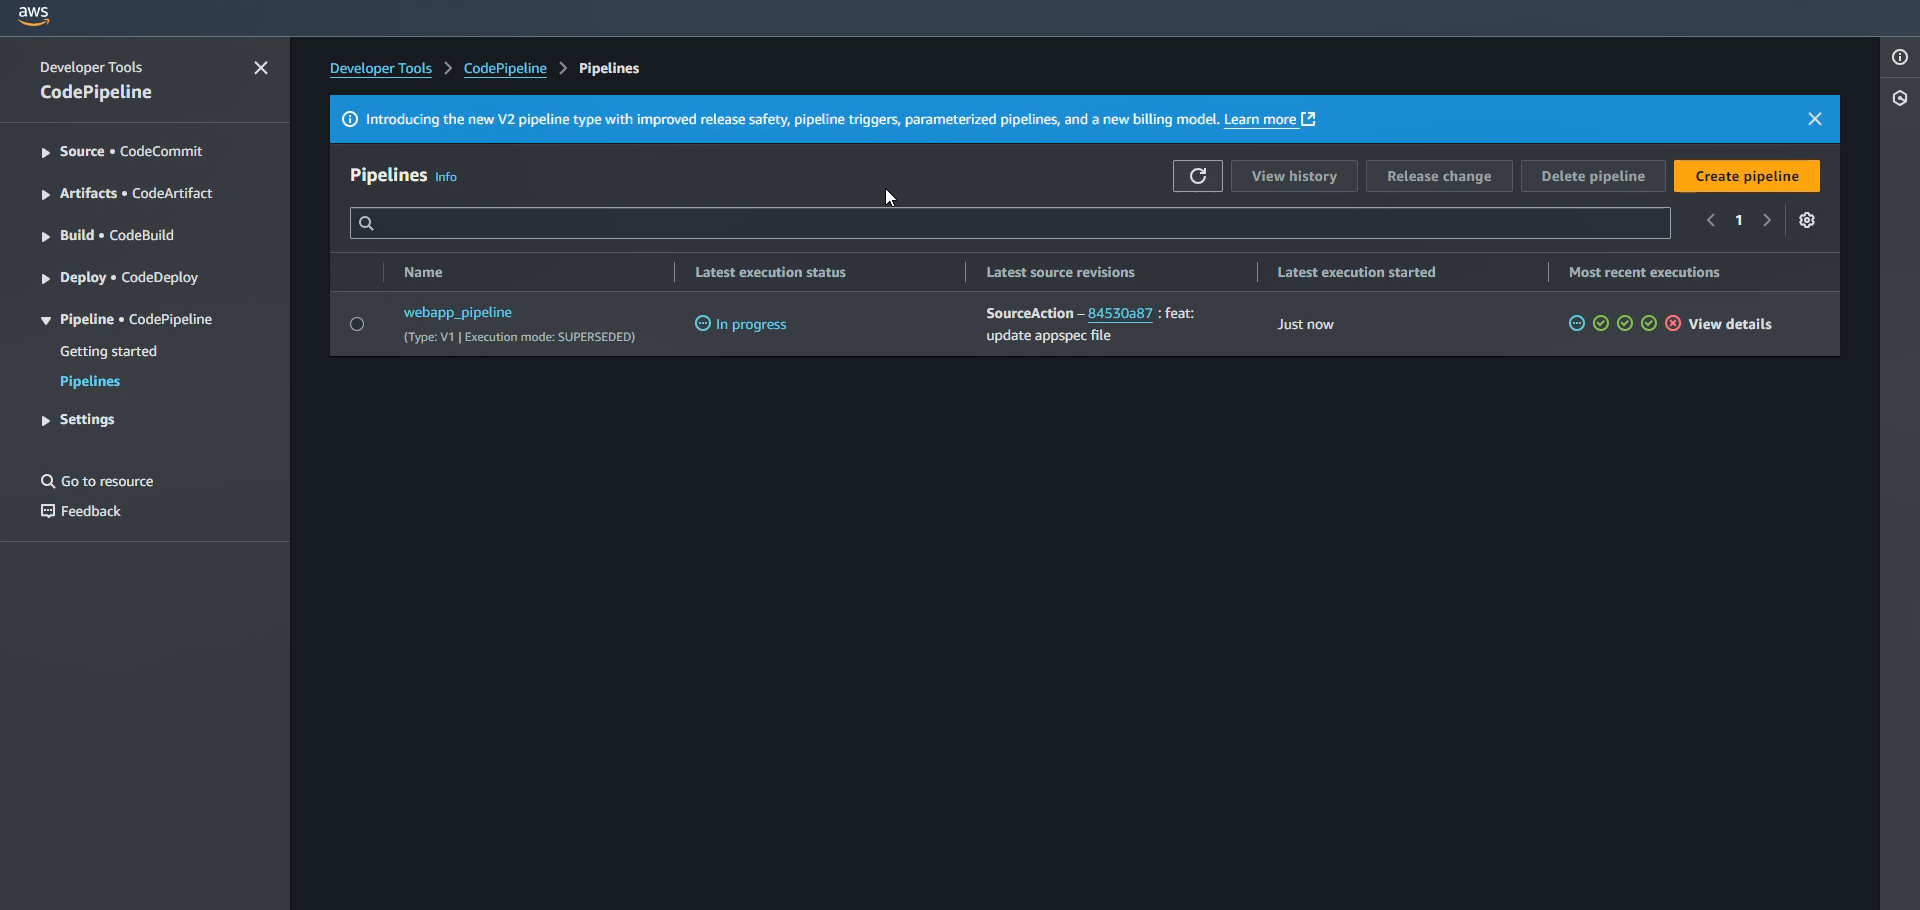 aws
Developer Tools
CodePipeline
Source • CodeCommit
Artifacts • CodeArtifact
Build • CodeBuild
Deploy • CodeDeploy
Pipeline • CodePipeline
Getting started
Pipelines
Settings
Go to resource
Feedback
Developer Tools > CodePipeline > Pipelines
Introducing the new V2 pipeline type with improved release safety, pipeline triggers, parameterized pipelines, and a new billing model. Learn more
Pipelines Info
View history Release change Delete pipeline Create pipeline
1
Name Latest execution status Latest source revisions Latest execution started Most recent executions
webapp_pipeline
(Type: V1 | Execution mode: SUPERSEDED)
In progress
SourceAction – 84530a87 : feat:
update appspec file
Just now
View details